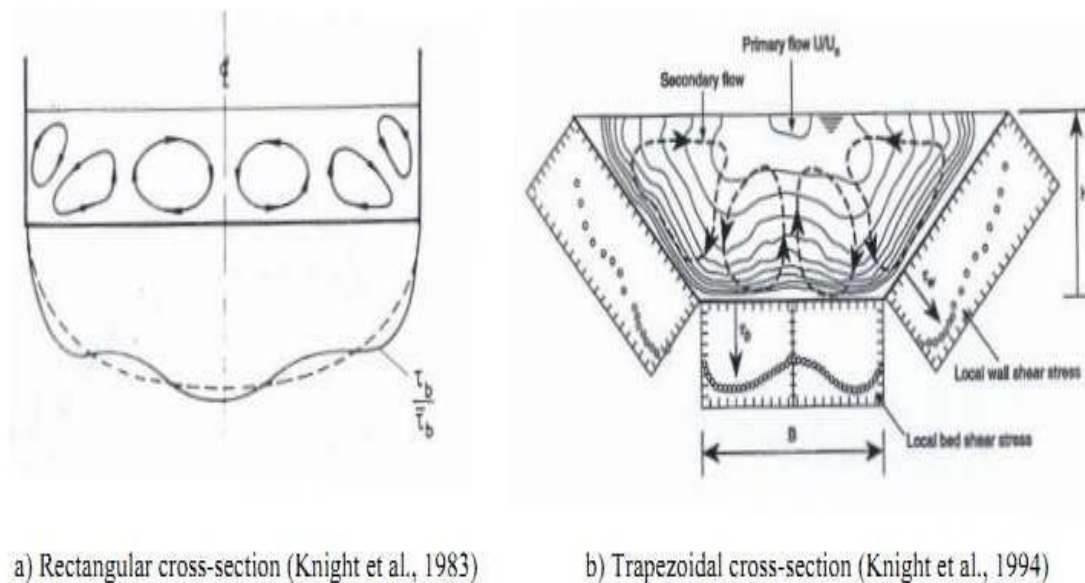 ℄
τb
τ̄b
a) Rectangular cross-section (Knight et al., 1983)
Primary flow U/Us
Secondary flow
H
τw
τb
Local wall shear stress
Local bed shear stress
B
b) Trapezoidal cross-section (Knight et al., 1994)